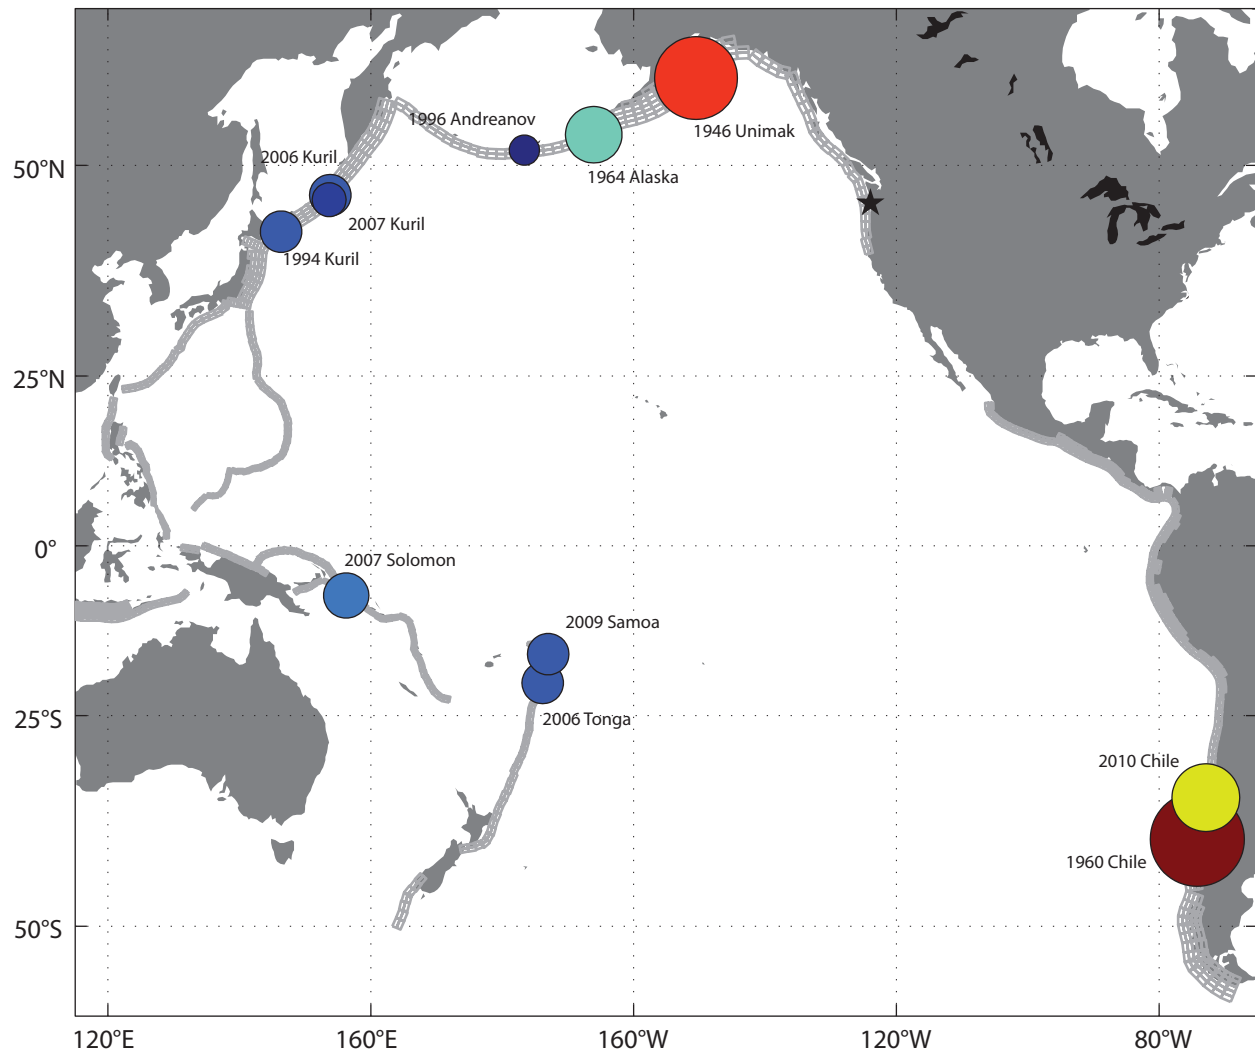 1996 Andreanov
1946 Unimak
2006 Kuril
50°N
1964 Alaska
2007 Kuril
1994 Kuril
25°N
0°
2007 Solomon
2009 Samoa
25°S
2006 Tonga
2010 Chile
1960 Chile
50°S
120°E
160°E
160°W
120°W
80°W